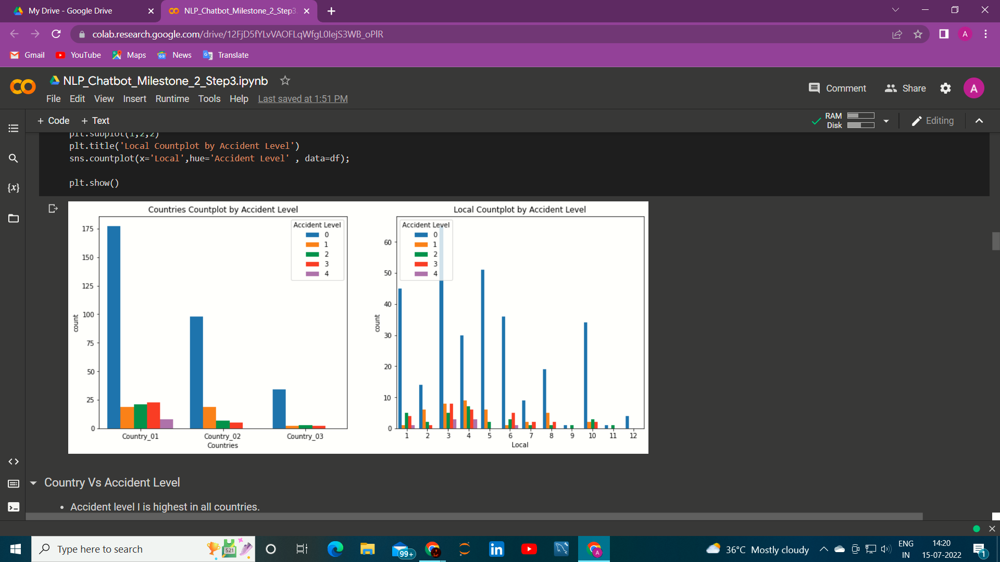 My Drive - Google Drive
NLP_Chatbot_Milestone_2_Step3.
colab.research.google.com/drive/12FjD5fYLvVAOFLqWfgL0IejS3WB_oPlR
A
Gmail YouTube Maps News Translate
NLP_Chatbot_Milestone_2_Step3.ipynb
Comment Share A
File Edit View Insert Runtime Tools Help Last saved at 1:51 PM
+ Code + Text
RAM
Disk
Editing
plt.subplot(1,2,2)
plt.title('Local Countplot by Accident Level')
sns.countplot(x='Local',hue='Accident Level' , data=df);
plt.show()
{x}
Countries Countplot by Accident Level
Accident Level
0
1
2
3
4
175
150
125
100
75
50
25
0
count
Country_01 Country_02 Country_03
Countries
Local Countplot by Accident Level
Accident Level
0
1
2
3
4
60
50
40
30
20
10
0
count
1 2 3 4 5 6 7 8 9 10 11 12
Local
Country Vs Accident Level
• Accident level I is highest in all countries.
Type here to search
521
99+
in
A
36°C Mostly cloudy
ENG
IN
14:20
15-07-2022
1